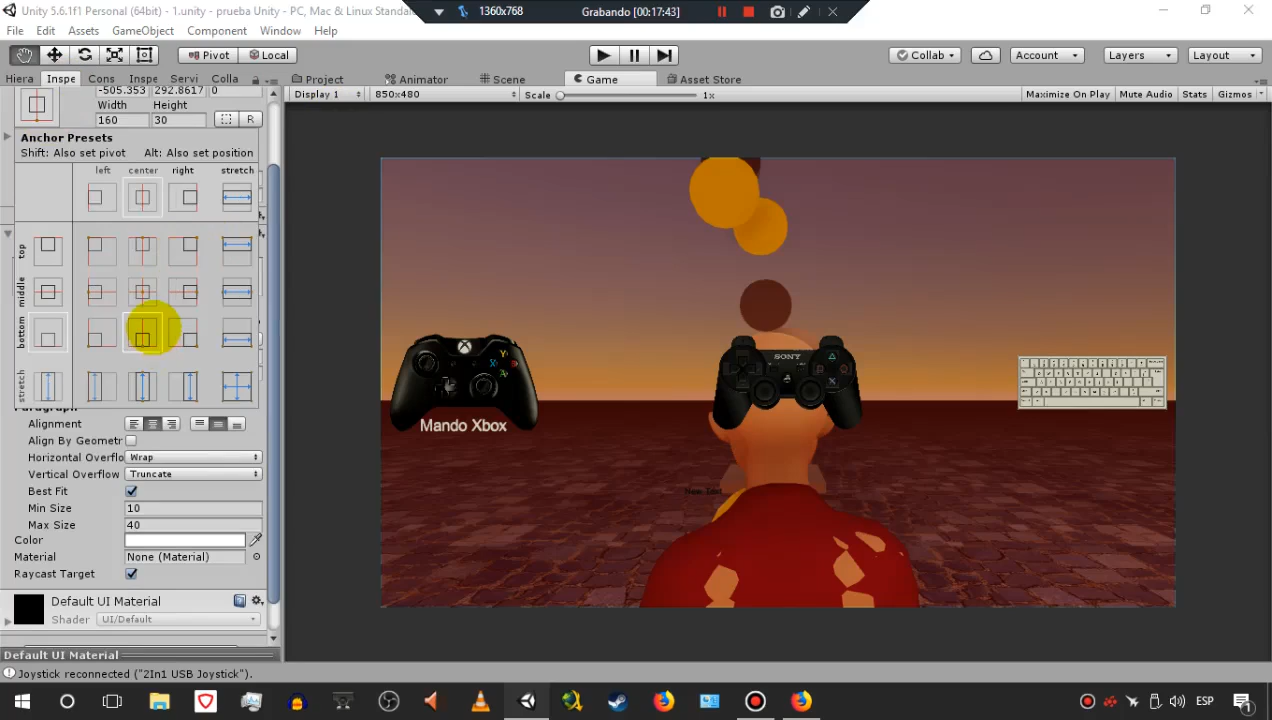 Unity 5.6.1f1 Personal (64bit) - 1.unity - prueba Unity - PC, Mac & Linux Standal
1360x768
Grabando [00:17:43]
File Edit Assets GameObject Component Window Help
Pivot Local
Collab Account Layers Layout
Hiera Inspe Cons Inspe Servi Colla
Project Animator Scene Game Asset Store
Display 1 850x480 Scale 1x
Maximize On Play Mute Audio Stats Gizmos
-505.353 292.8617 0
Width Height
160 30 R
Anchor Presets
Shift: Also set pivot Alt: Also set position
left center right stretch
top
middle
bottom
stretch
SONY
Mando Xbox
New Text
Paragraph
Alignment
Align By Geometr
Horizontal Overflo Wrap
Vertical Overflow Truncate
Best Fit
Min Size 10
Max Size 40
Color
Material None (Material)
Raycast Target
Default UI Material
Shader UI/Default
Default UI Material
Joystick reconnected ("2In1 USB Joystick").
ESP
1